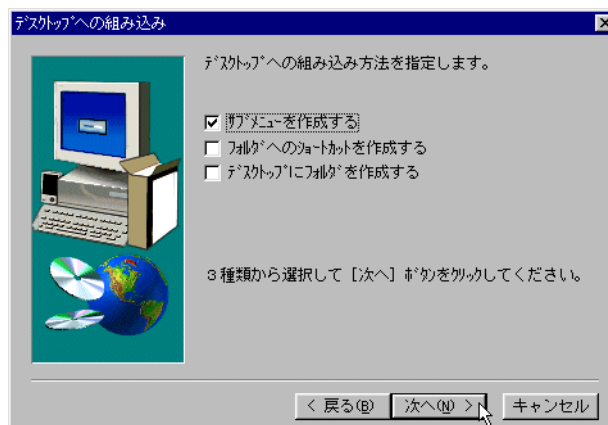 ﾃﾞｽｸﾄｯﾌﾟへの組み込み
ﾃﾞｽｸﾄｯﾌﾟへの組み込み方法を指定します。
ｻﾌﾞﾒﾆｭｰを作成する
ﾌｫﾙﾀﾞへのｼｮｰﾄｶｯﾄを作成する
ﾃﾞｽｸﾄｯﾌﾟにﾌｫﾙﾀﾞを作成する
３種類から選択して［次へ］ﾎﾞﾀﾝをｸﾘｯｸしてください。
< 戻る(B)
次へ(N) >
キャンセル